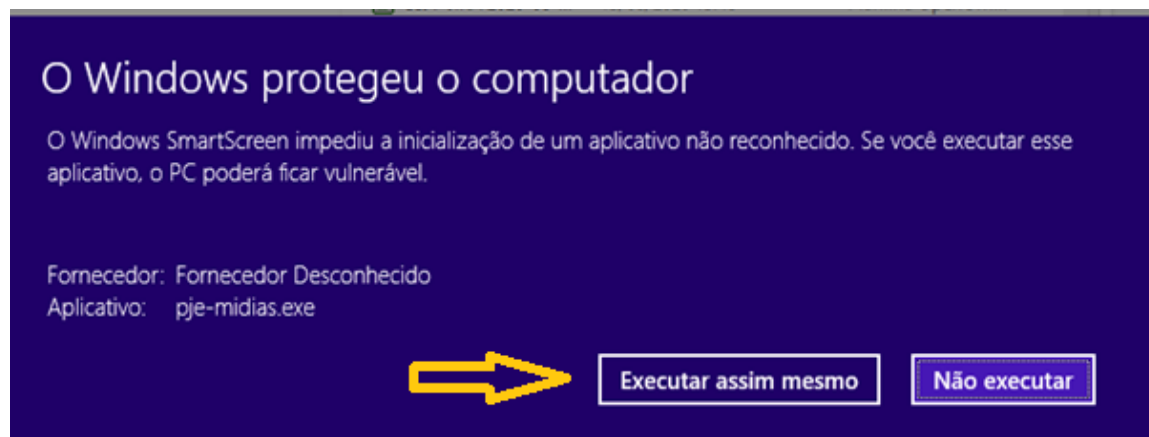 O Windows protegeu o computador
O Windows SmartScreen impediu a inicialização de um aplicativo não reconhecido. Se você executar esse
aplicativo, o PC poderá ficar vulnerável.
Fornecedor: Fornecedor Desconhecido
Aplicativo: pje-midias.exe
Executar assim mesmo
Não executar